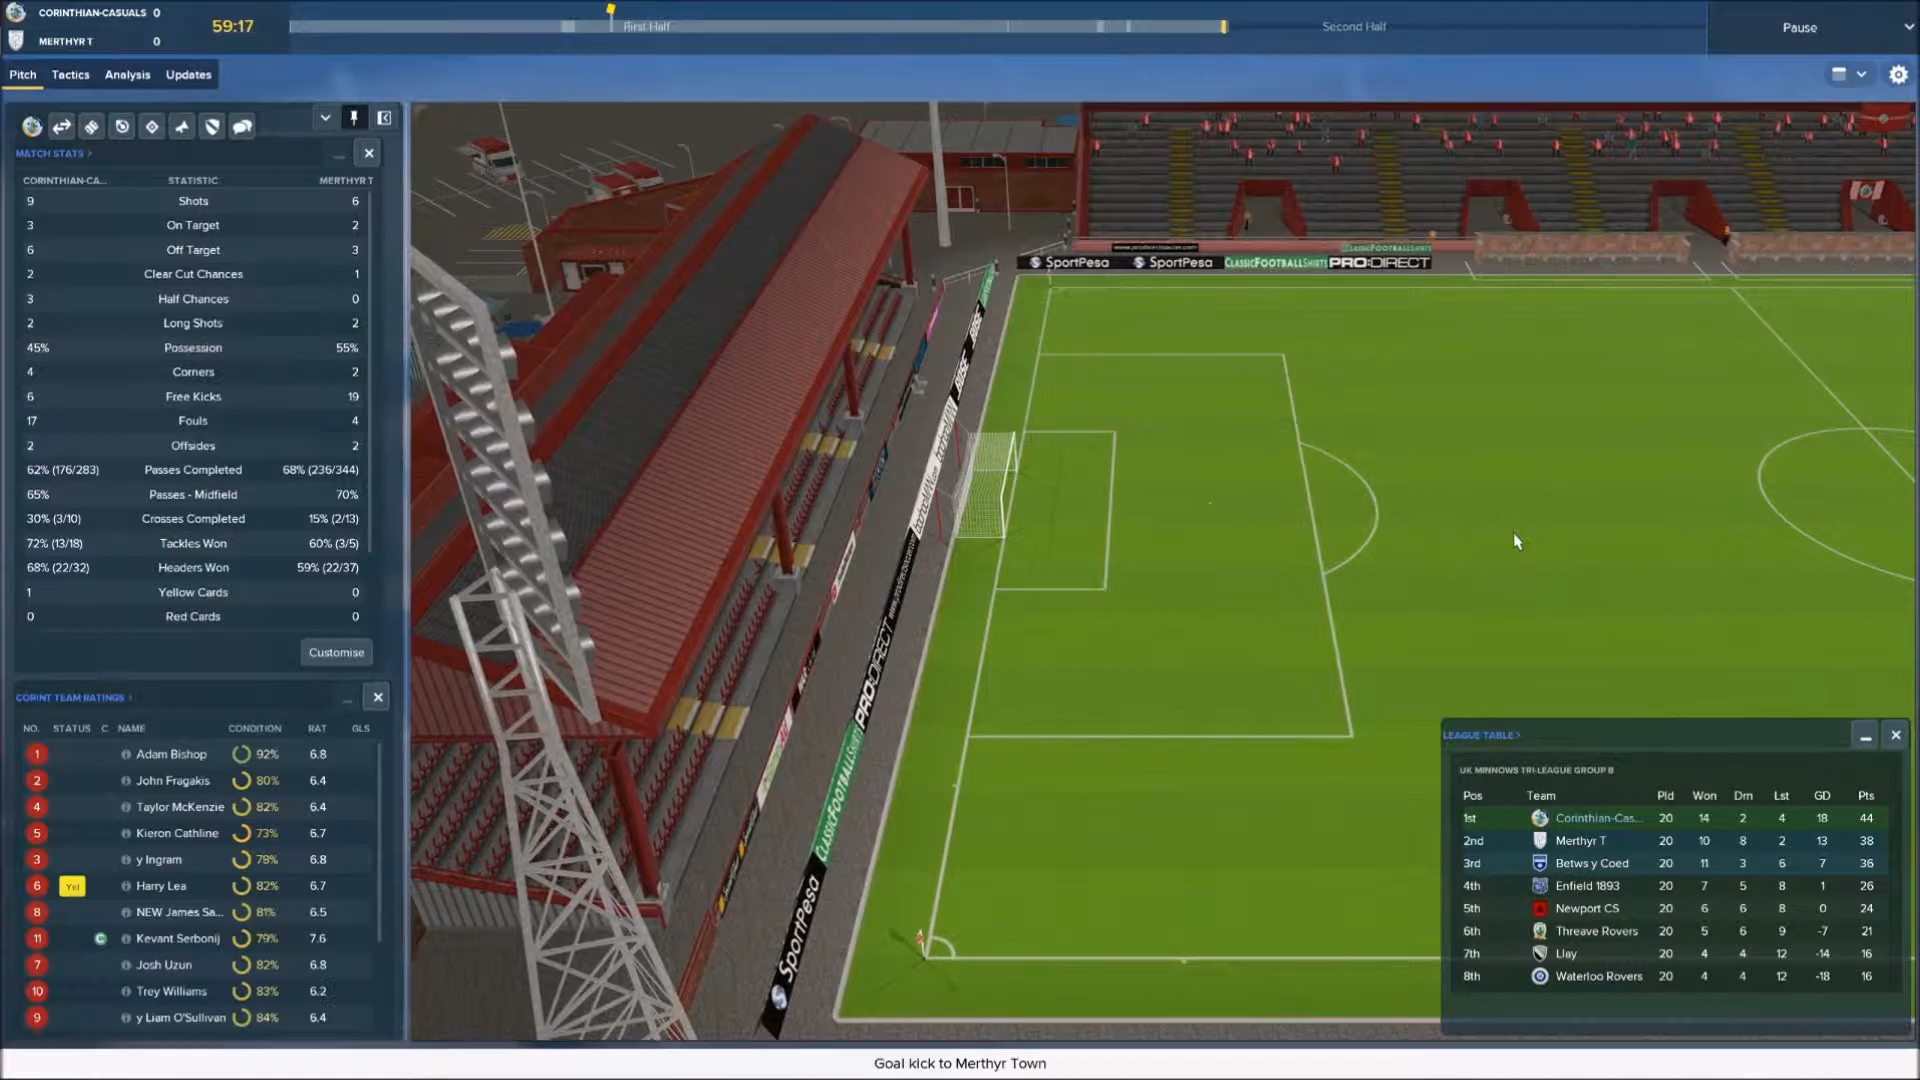 CORINTHIAN-CASUALS 0
MERTHYR T 0
59:17
First Half
Second Half
Pause
Pitch Tactics Analysis Updates
MATCH STATS >
CORINTHIAN-CA... STATISTIC MERTHYR T
9 Shots 6
3 On Target 2
6 Off Target 3
2 Clear Cut Chances 1
3 Half Chances 0
2 Long Shots 2
45% Possession 55%
4 Corners 2
6 Free Kicks 19
17 Fouls 4
2 Offsides 2
62% (176/283) Passes Completed 68% (236/344)
65% Passes - Midfield 70%
30% (3/10) Crosses Completed 15% (2/13)
72% (13/18) Tackles Won 60% (3/5)
68% (22/32) Headers Won 59% (22/37)
1 Yellow Cards 0
0 Red Cards 0
Customise
CORINT TEAM RATINGS >
NO. STATUS C NAME CONDITION RAT GLS
1 Adam Bishop 92% 6.8
2 John Fragakis 80% 6.4
4 Taylor McKenzie 82% 6.4
5 Kieron Cathline 73% 6.7
3 y Ingram 78% 6.8
6 Yel Harry Lea 82% 6.7
8 NEW James Sa... 81% 6.5
11 C Kevant Serbonij 79% 7.6
7 Josh Uzun 82% 6.8
10 Trey Williams 83% 6.2
9 y Liam O'Sullivan 84% 6.4
SportPesa SportPesa CLASSICFOOTBALLSHIRTS PRO:DIRECT
PRO:DIRECT
CLASSICFOOTBALLSHIRTS
SportPesa
LEAGUE TABLE >
UK MINNOWS TRI-LEAGUE GROUP B
Pos Team Pld Won Drn Lst GD Pts
1st Corinthian-Cas... 20 14 2 4 18 44
2nd Merthyr T 20 10 8 2 13 38
3rd Betws y Coed 20 11 3 6 7 36
4th Enfield 1893 20 7 5 8 1 26
5th Newport CS 20 6 6 8 0 24
6th Threave Rovers 20 5 6 9 -7 21
7th Llay 20 4 4 12 -14 16
8th Waterloo Rovers 20 4 4 12 -18 16
Goal kick to Merthyr Town